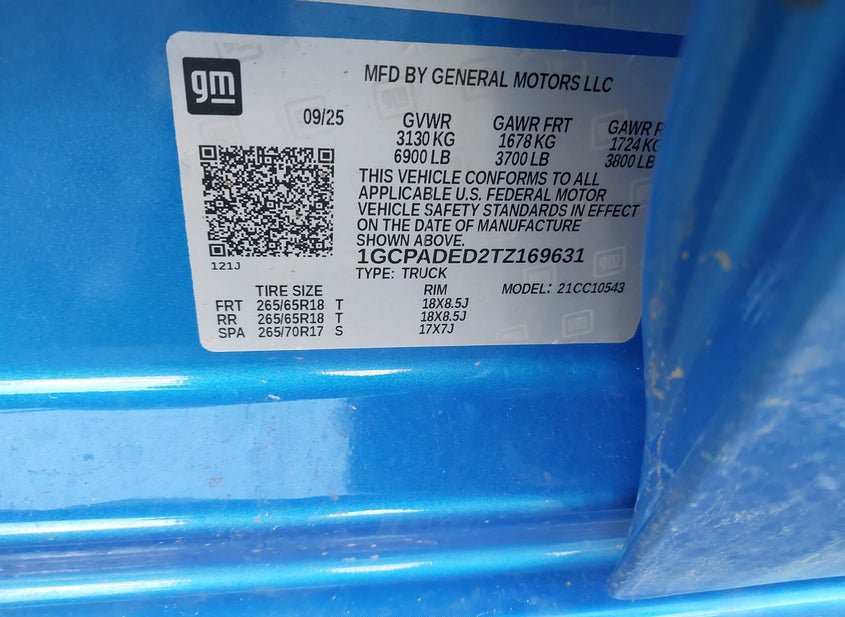 gm
MFD BY GENERAL MOTORS LLC
09/25 GVWR GAWR FRT GAWR
3130 KG 1678 KG 1724 KG
6900 LB 3700 LB 3800 LB
THIS VEHICLE CONFORMS TO ALL
APPLICABLE U.S. FEDERAL MOTOR
VEHICLE SAFETY STANDARDS IN EFFECT
ON THE DATE OF MANUFACTURE
SHOWN ABOVE.
1GCPADED2TZ169631
121J
TYPE: TRUCK
TIRE SIZE RIM MODEL: 21CC10543
FRT 265/65R18 T 18X8.5J
RR 265/65R18 T 18X8.5J
SPA 265/70R17 S 17X7J